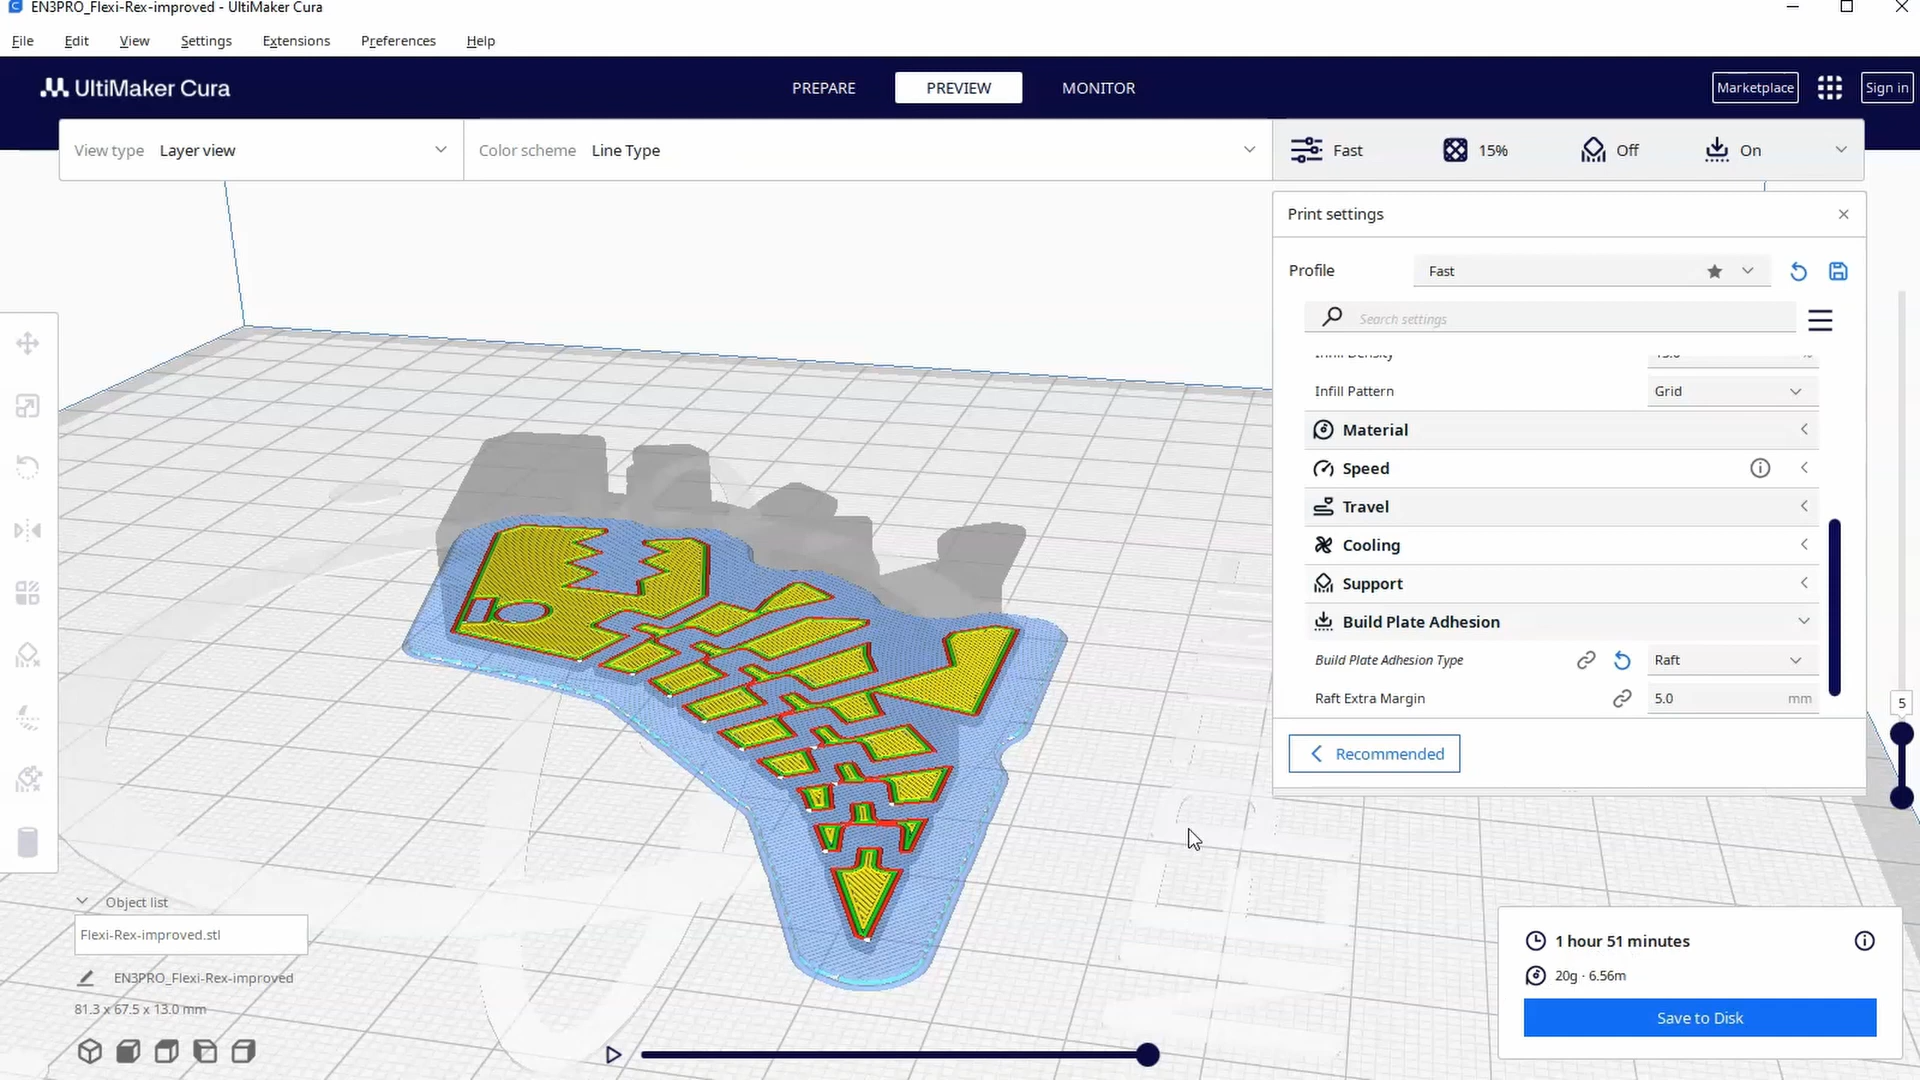 EN3PRO_Flexi-Rex-improved - UltiMaker Cura
File Edit View Settings Extensions Preferences Help
UltiMaker Cura
PREPARE PREVIEW MONITOR
Marketplace
Sign in
View type Layer view
Color scheme Line Type
Fast 15% Off On
Print settings
Profile Fast
Search settings
Infill Density 15.0 %
Infill Pattern Grid
Material
Speed
Travel
Cooling
Support
Build Plate Adhesion
Build Plate Adhesion Type Raft
Raft Extra Margin 5.0 mm
5
Recommended
Object list
Flexi-Rex-improved.stl
EN3PRO_Flexi-Rex-improved
81.3 x 67.5 x 13.0 mm
1 hour 51 minutes
20g · 6.56m
Save to Disk